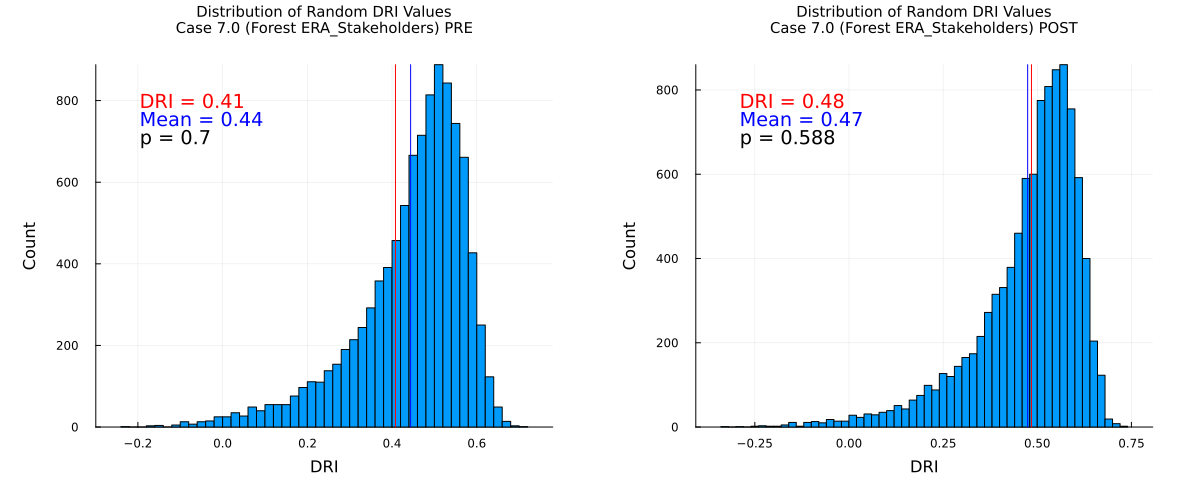 Distribution of Random DRI Values
Case 7.0 (Forest ERA_Stakeholders) PRE
DRI = 0.41
Mean = 0.44
p = 0.7
Count
800
600
400
200
0
−0.2
0.0
0.2
0.4
0.6
DRI
Distribution of Random DRI Values
Case 7.0 (Forest ERA_Stakeholders) POST
DRI = 0.48
Mean = 0.47
p = 0.588
Count
800
600
400
200
0
−0.25
0.00
0.25
0.50
0.75
DRI